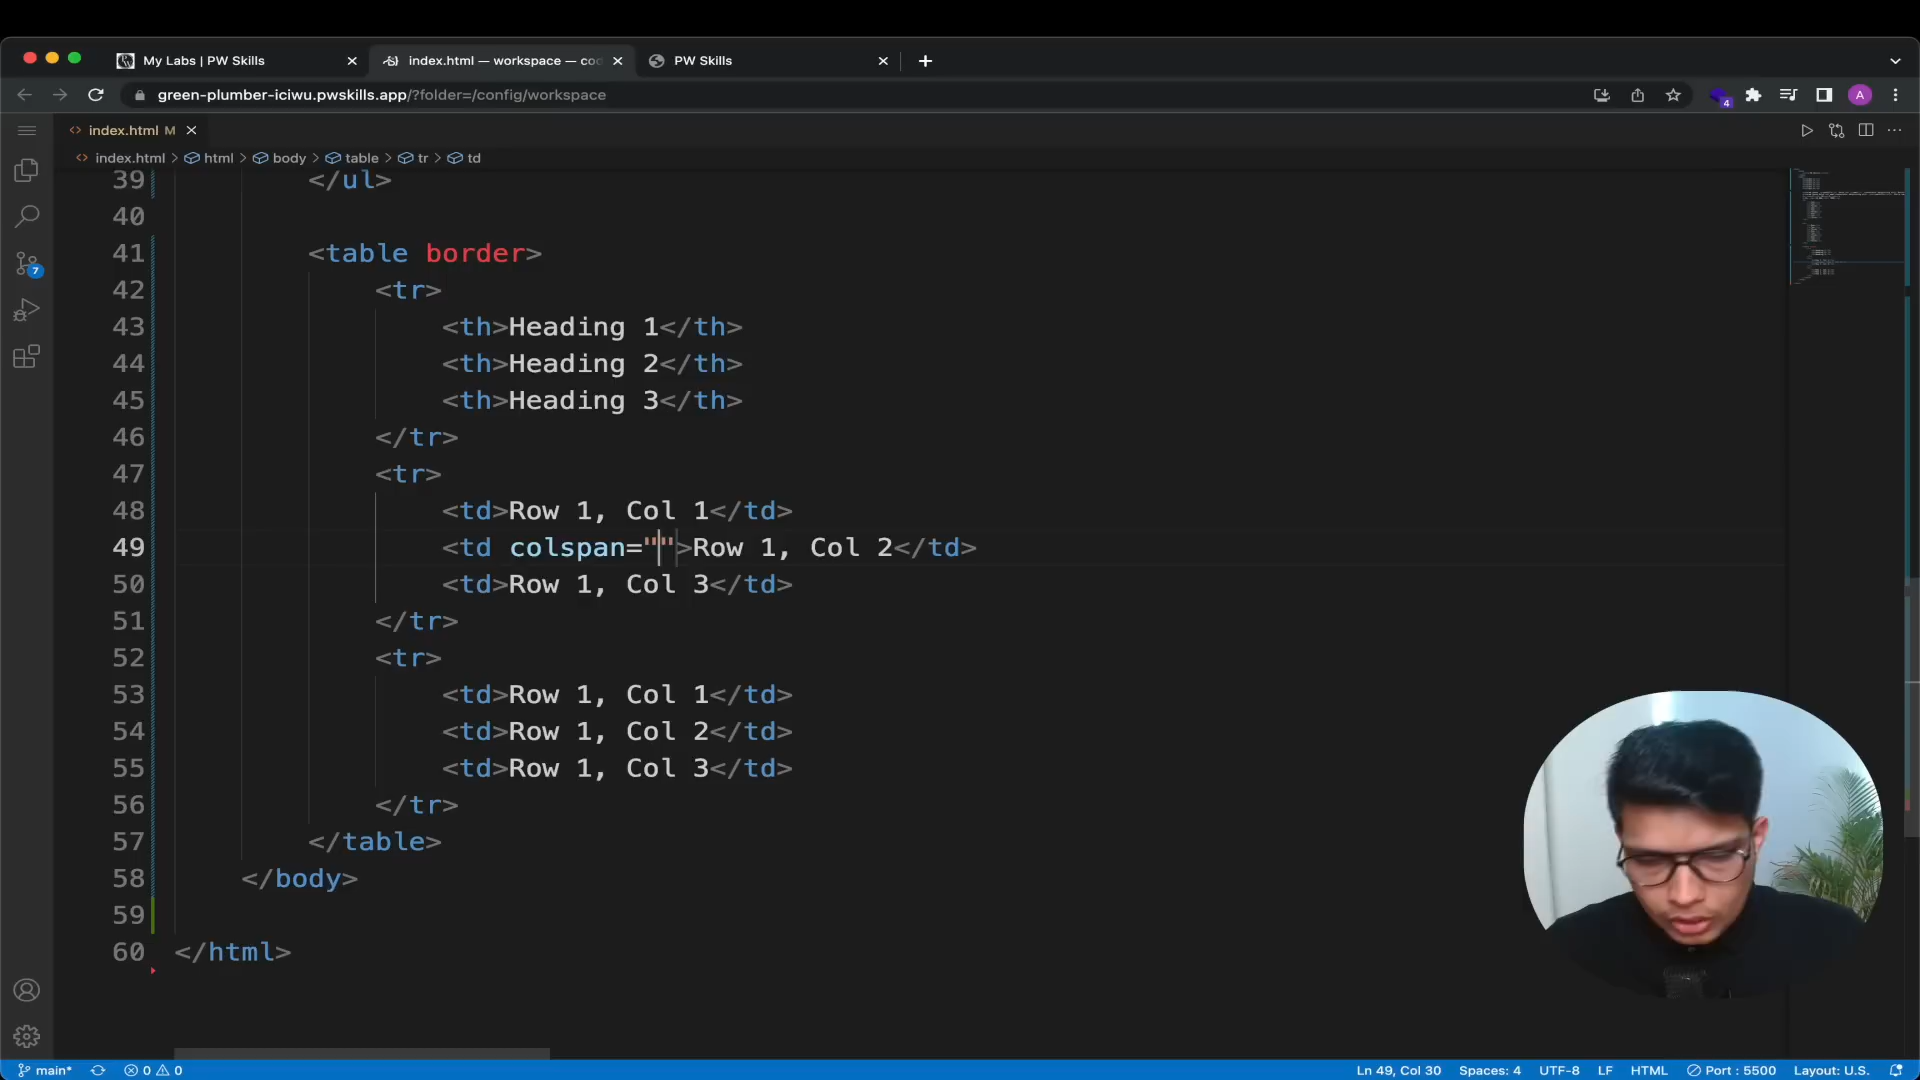 My Labs | PW Skills
index.html — workspace — co
PW Skills
green-plumber-iciwu.pwskills.app/?folder=/config/workspace
4
A
index.html M
index.html > html > body > table > tr > td
7
39 </ul>
40
41 <table border>
42 <tr>
43 <th>Heading 1</th>
44 <th>Heading 2</th>
45 <th>Heading 3</th>
46 </tr>
47 <tr>
48 <td>Row 1, Col 1</td>
49 <td colspan="">Row 1, Col 2</td>
50 <td>Row 1, Col 3</td>
51 </tr>
52 <tr>
53 <td>Row 1, Col 1</td>
54 <td>Row 1, Col 2</td>
55 <td>Row 1, Col 3</td>
56 </tr>
57 </table>
58 </body>
59
60 </html>
main* 0 0 Ln 49, Col 30 Spaces: 4 UTF-8 LF HTML Port : 5500 Layout: U.S.